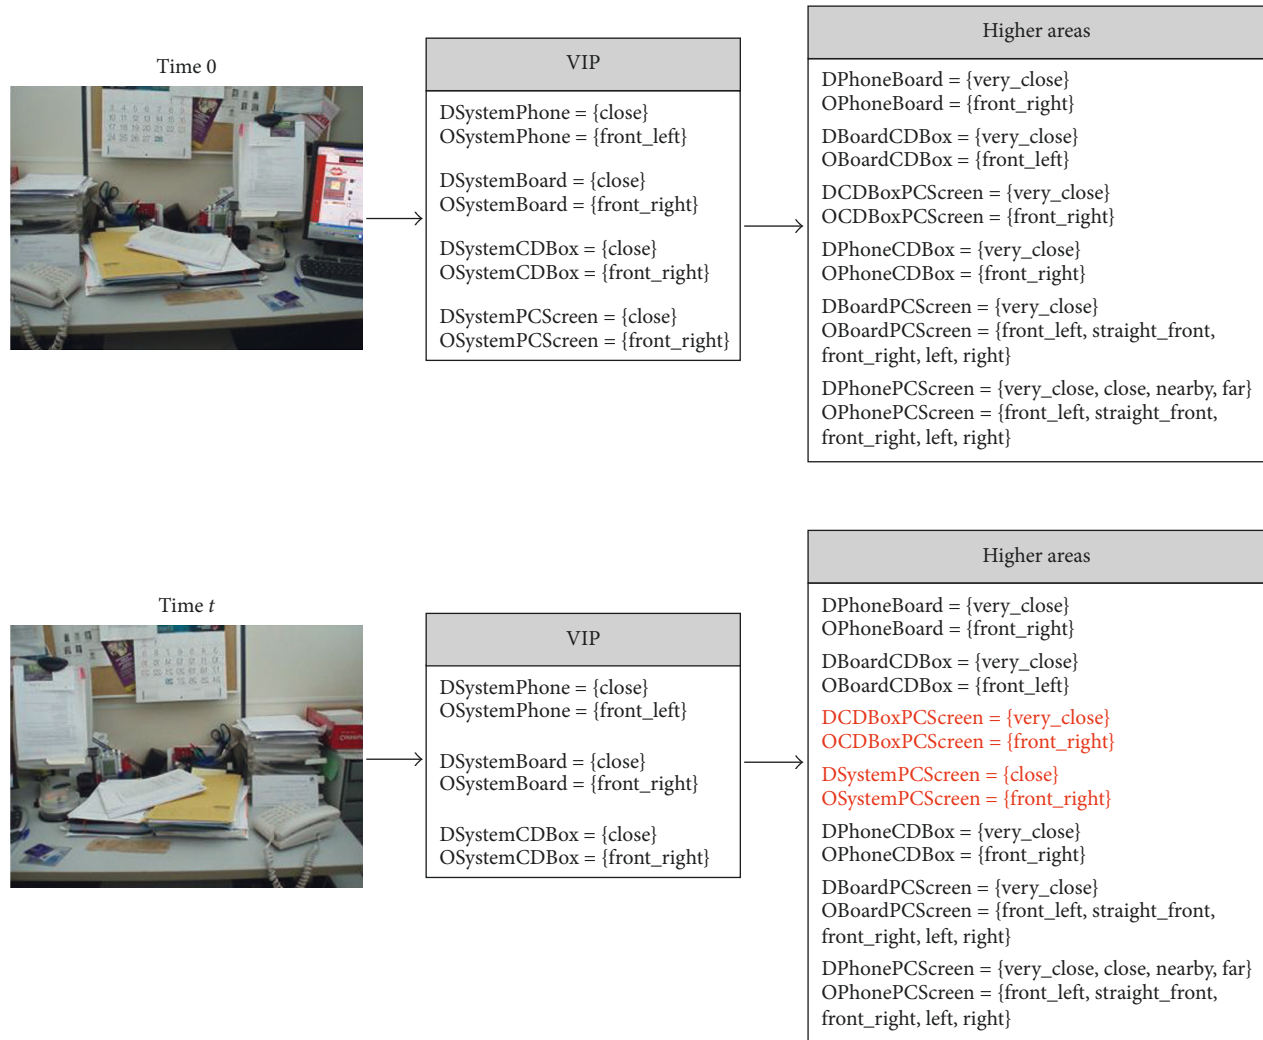 Time 0
VIP
DSystemPhone = {close}
OSystemPhone = {front_left}
DSystemBoard = {close}
OSystemBoard = {front_right}
DSystemCDBox = {close}
OSystemCDBox = {front_right}
DSystemPCScreen = {close}
OSystemPCScreen = {front_right}
Higher areas
DPhoneBoard = {very_close}
OPhoneBoard = {front_right}
DBoardCDBox = {very_close}
OBoardCDBox = {front_left}
DCDBoxPCScreen = {very_close}
OCDBoxPCScreen = {front_right}
DPhoneCDBox = {very_close}
OPhoneCDBox = {front_right}
DBoardPCScreen = {very_close}
OBoardPCScreen = {front_left, straight_front,
front_right, left, right}
DPhonePCScreen = {very_close, close, nearby, far}
OPhonePCScreen = {front_left, straight_front,
front_right, left, right}
Time t
VIP
DSystemPhone = {close}
OSystemPhone = {front_left}
DSystemBoard = {close}
OSystemBoard = {front_right}
DSystemCDBox = {close}
OSystemCDBox = {front_right}
Higher areas
DPhoneBoard = {very_close}
OPhoneBoard = {front_right}
DBoardCDBox = {very_close}
OBoardCDBox = {front_left}
DCDBoxPCScreen = {very_close}
OCDBoxPCScreen = {front_right}
DSystemPCScreen = {close}
OSystemPCScreen = {front_right}
DPhoneCDBox = {very_close}
OPhoneCDBox = {front_right}
DBoardPCScreen = {very_close}
OBoardPCScreen = {front_left, straight_front,
front_right, left, right}
DPhonePCScreen = {very_close, close, nearby, far}
OPhonePCScreen = {front_left, straight_front,
front_right, left, right}